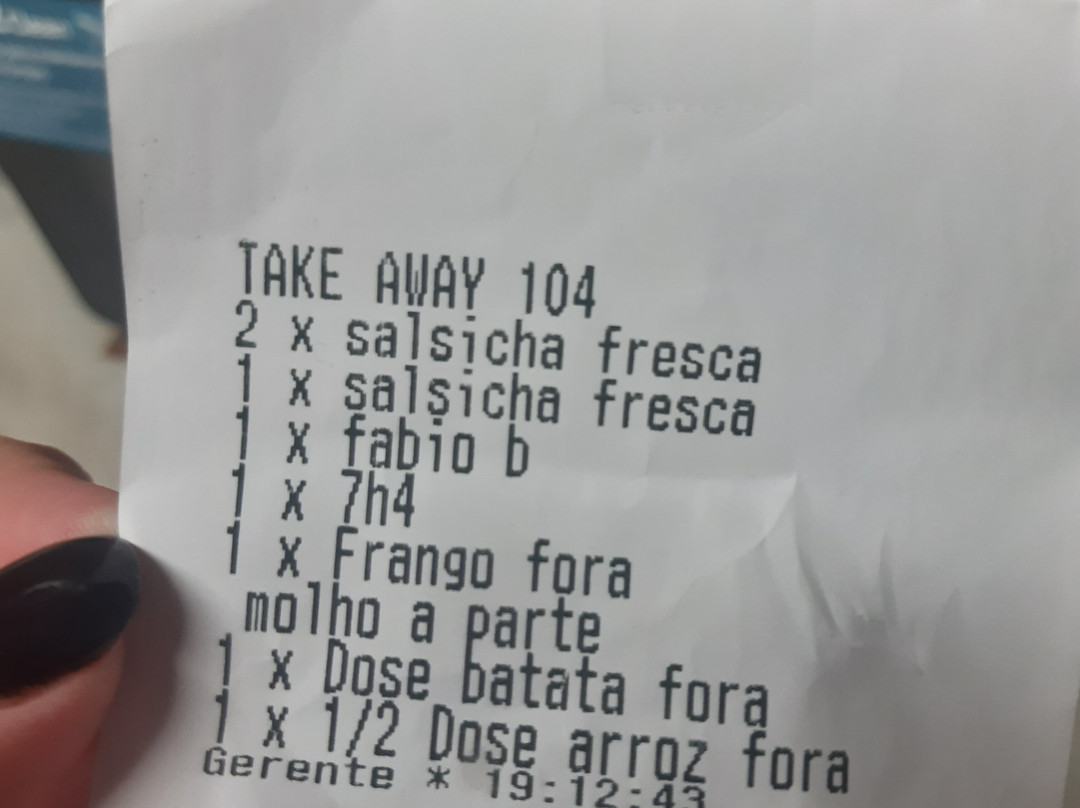 TAKE AWAY 104
2 x salsicha fresca
1 x salsicha fresca
1 x fabio b
1 x 7h4
1 x Frango fora
molho a parte
1 x Dose batata fora
1 x 1/2 Dose arroz fora
Gerente * 19:12:43